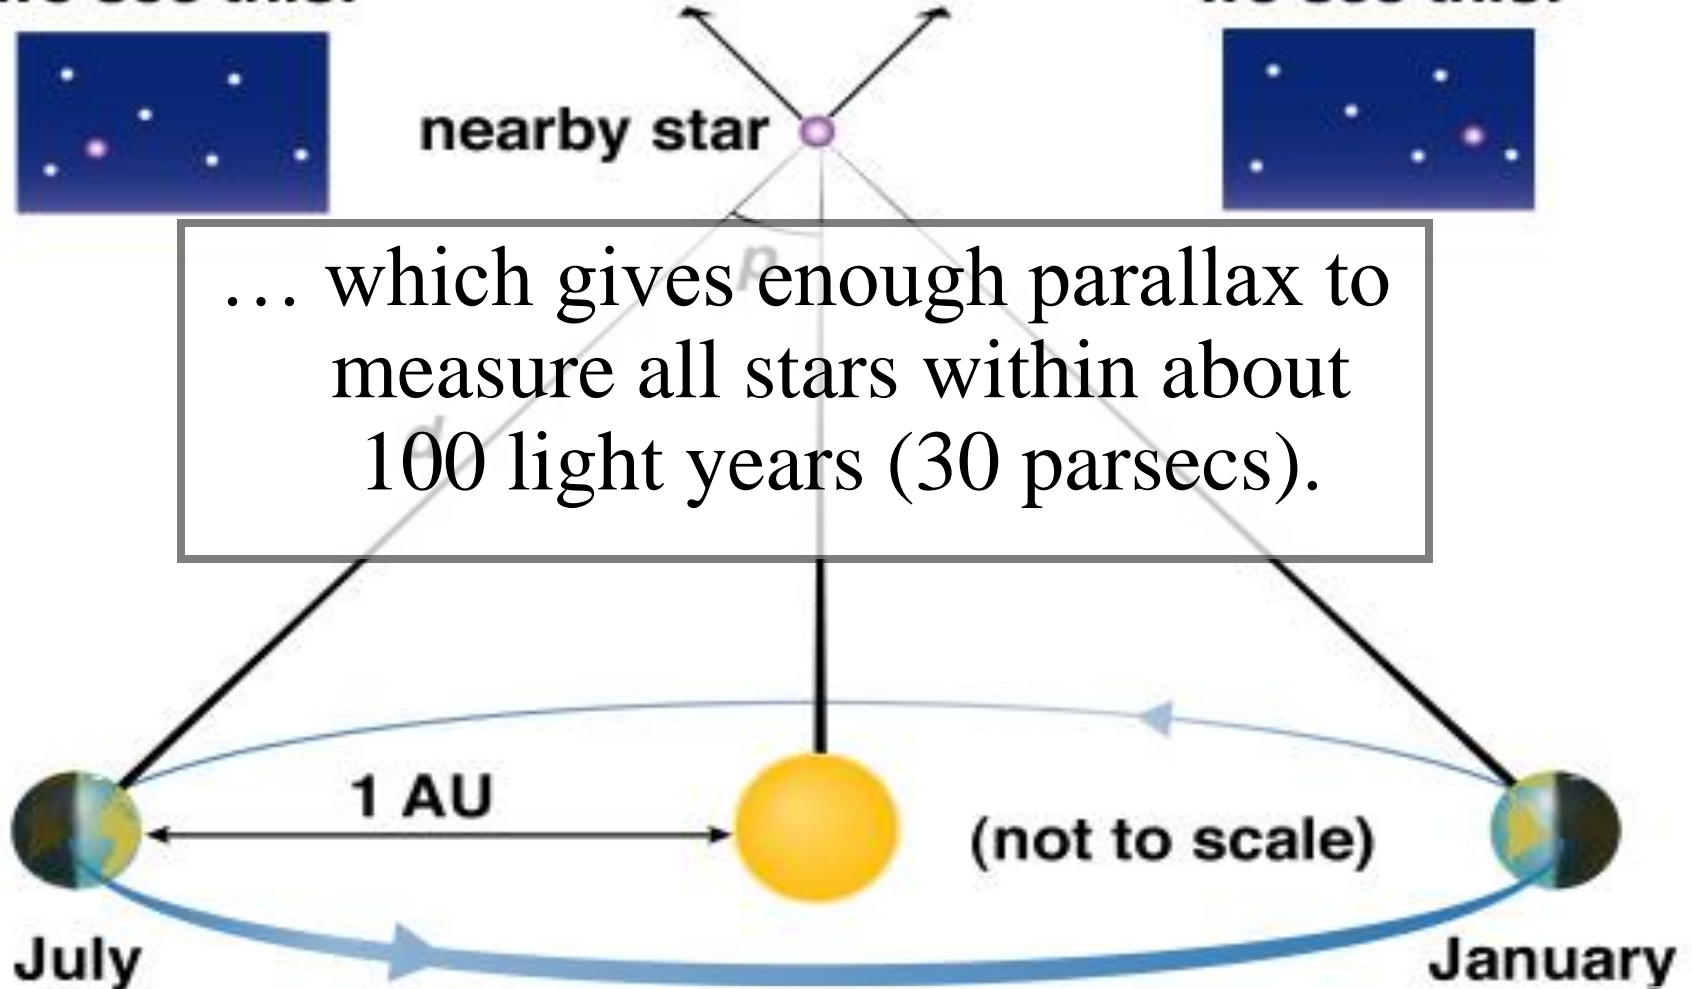 nearby star
p
… which gives enough parallax to
measure all stars within about
100 light years (30 parsecs).
d
1 AU
(not to scale)
July
January